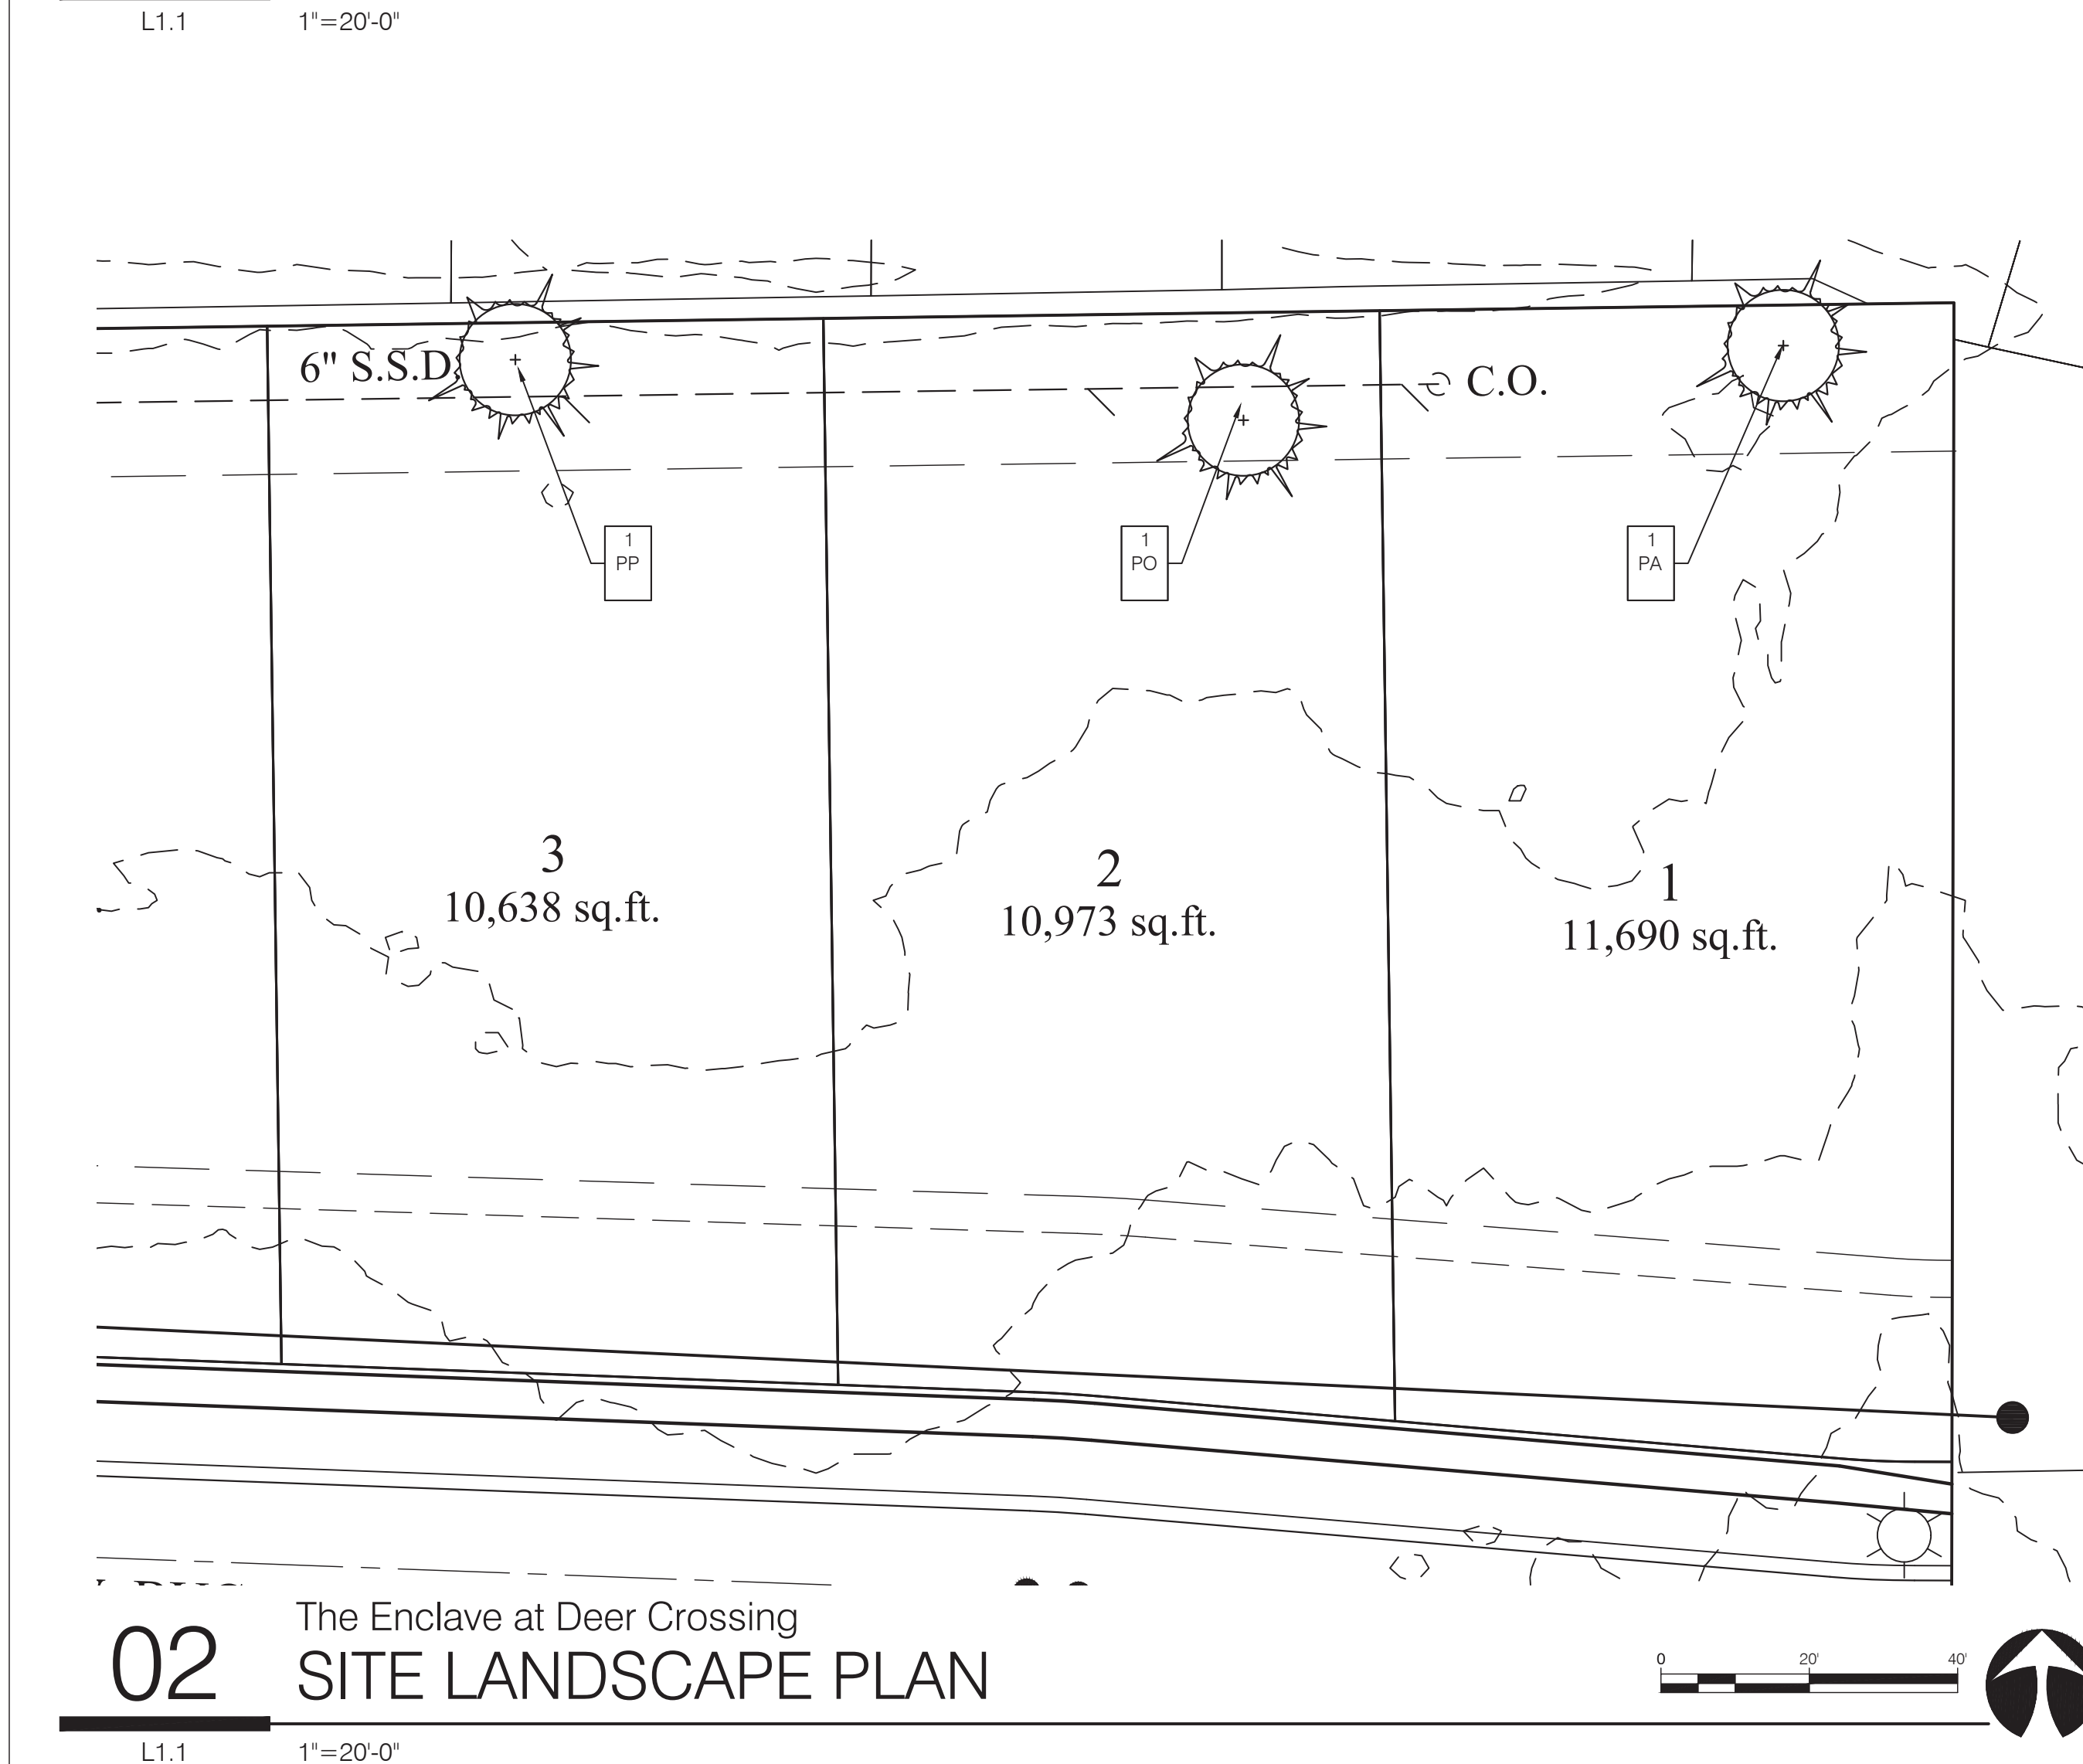 L1.1 1"=20'-0"
6" S.S.D.
C.O.
1
PP
1
PO
1
PA
3
10,638 sq.ft.
2
10,973 sq.ft.
1
11,690 sq.ft.
02
The Enclave at Deer Crossing
SITE LANDSCAPE PLAN
0 20' 40'
L1.1 1"=20'-0"